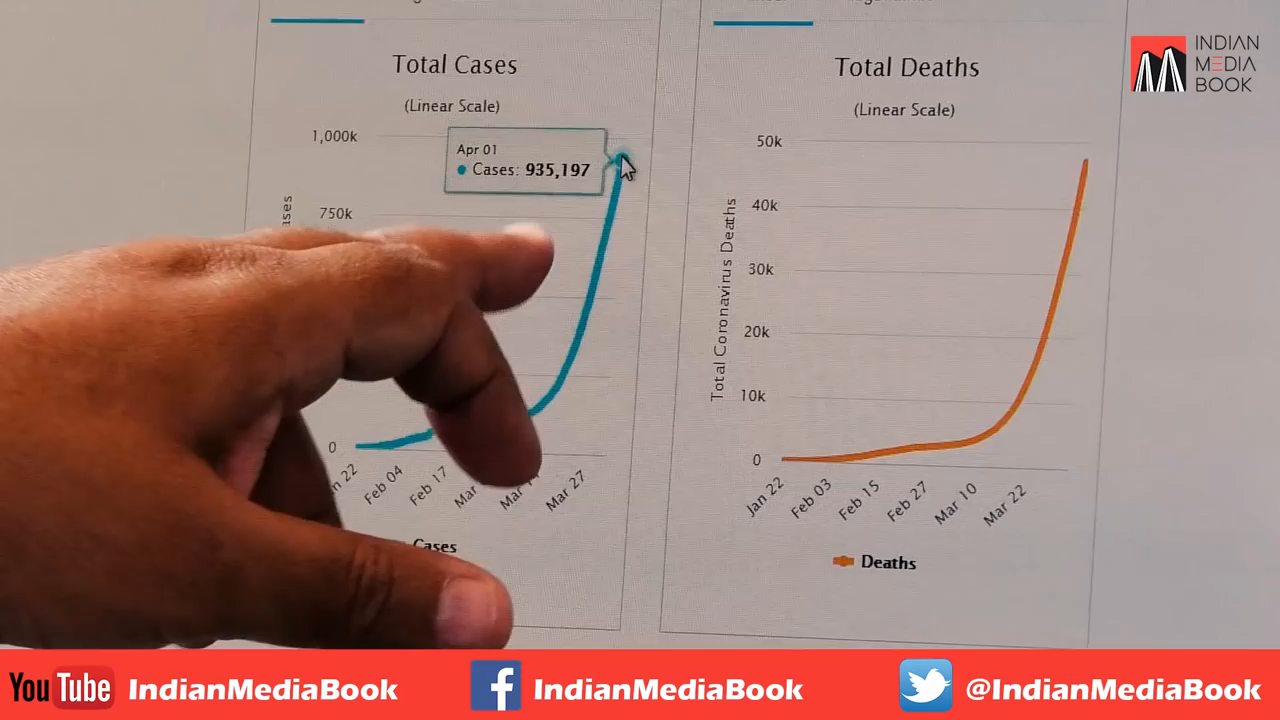 INDIAN
MEDIA
BOOK
Total Cases
(Linear Scale)
1,000k
750k
0
Apr 01
Cases: 935,197
Feb 04
Feb 17
Mar
Mar
Mar 27
Cases
Total Deaths
(Linear Scale)
Total Coronavirus Deaths
50k
40k
30k
20k
10k
0
Jan 22
Feb 03
Feb 15
Feb 27
Mar 10
Mar 22
Deaths
YouTube IndianMediaBook
f IndianMediaBook
@IndianMediaBook